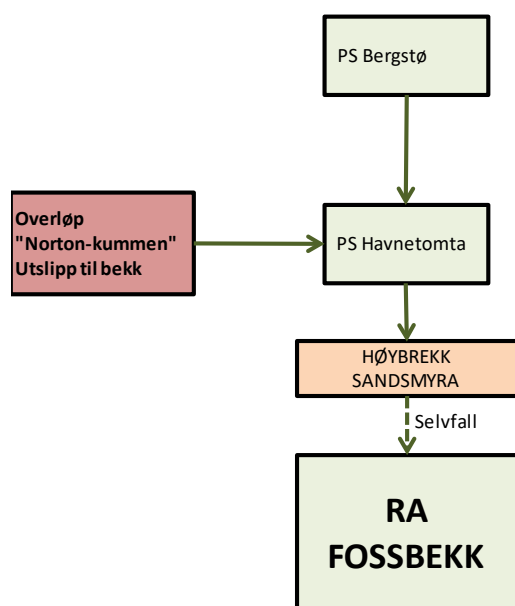 PS Bergstø
Overløp
"Norton-kummen"
Utslipp til bekk
PS Havnetomta
HØYBREKK
SANDSMYRA
Selvfall
RA
FOSSBEKK